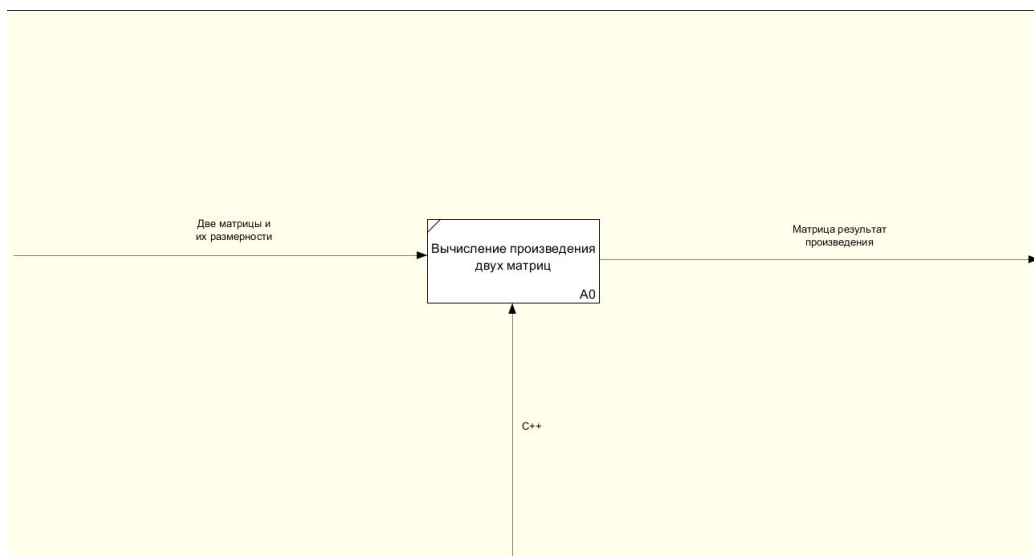 Две матрицы и
их размерности
Вычисление произведения
двух матриц
A0
Матрица результат
произведения
C++